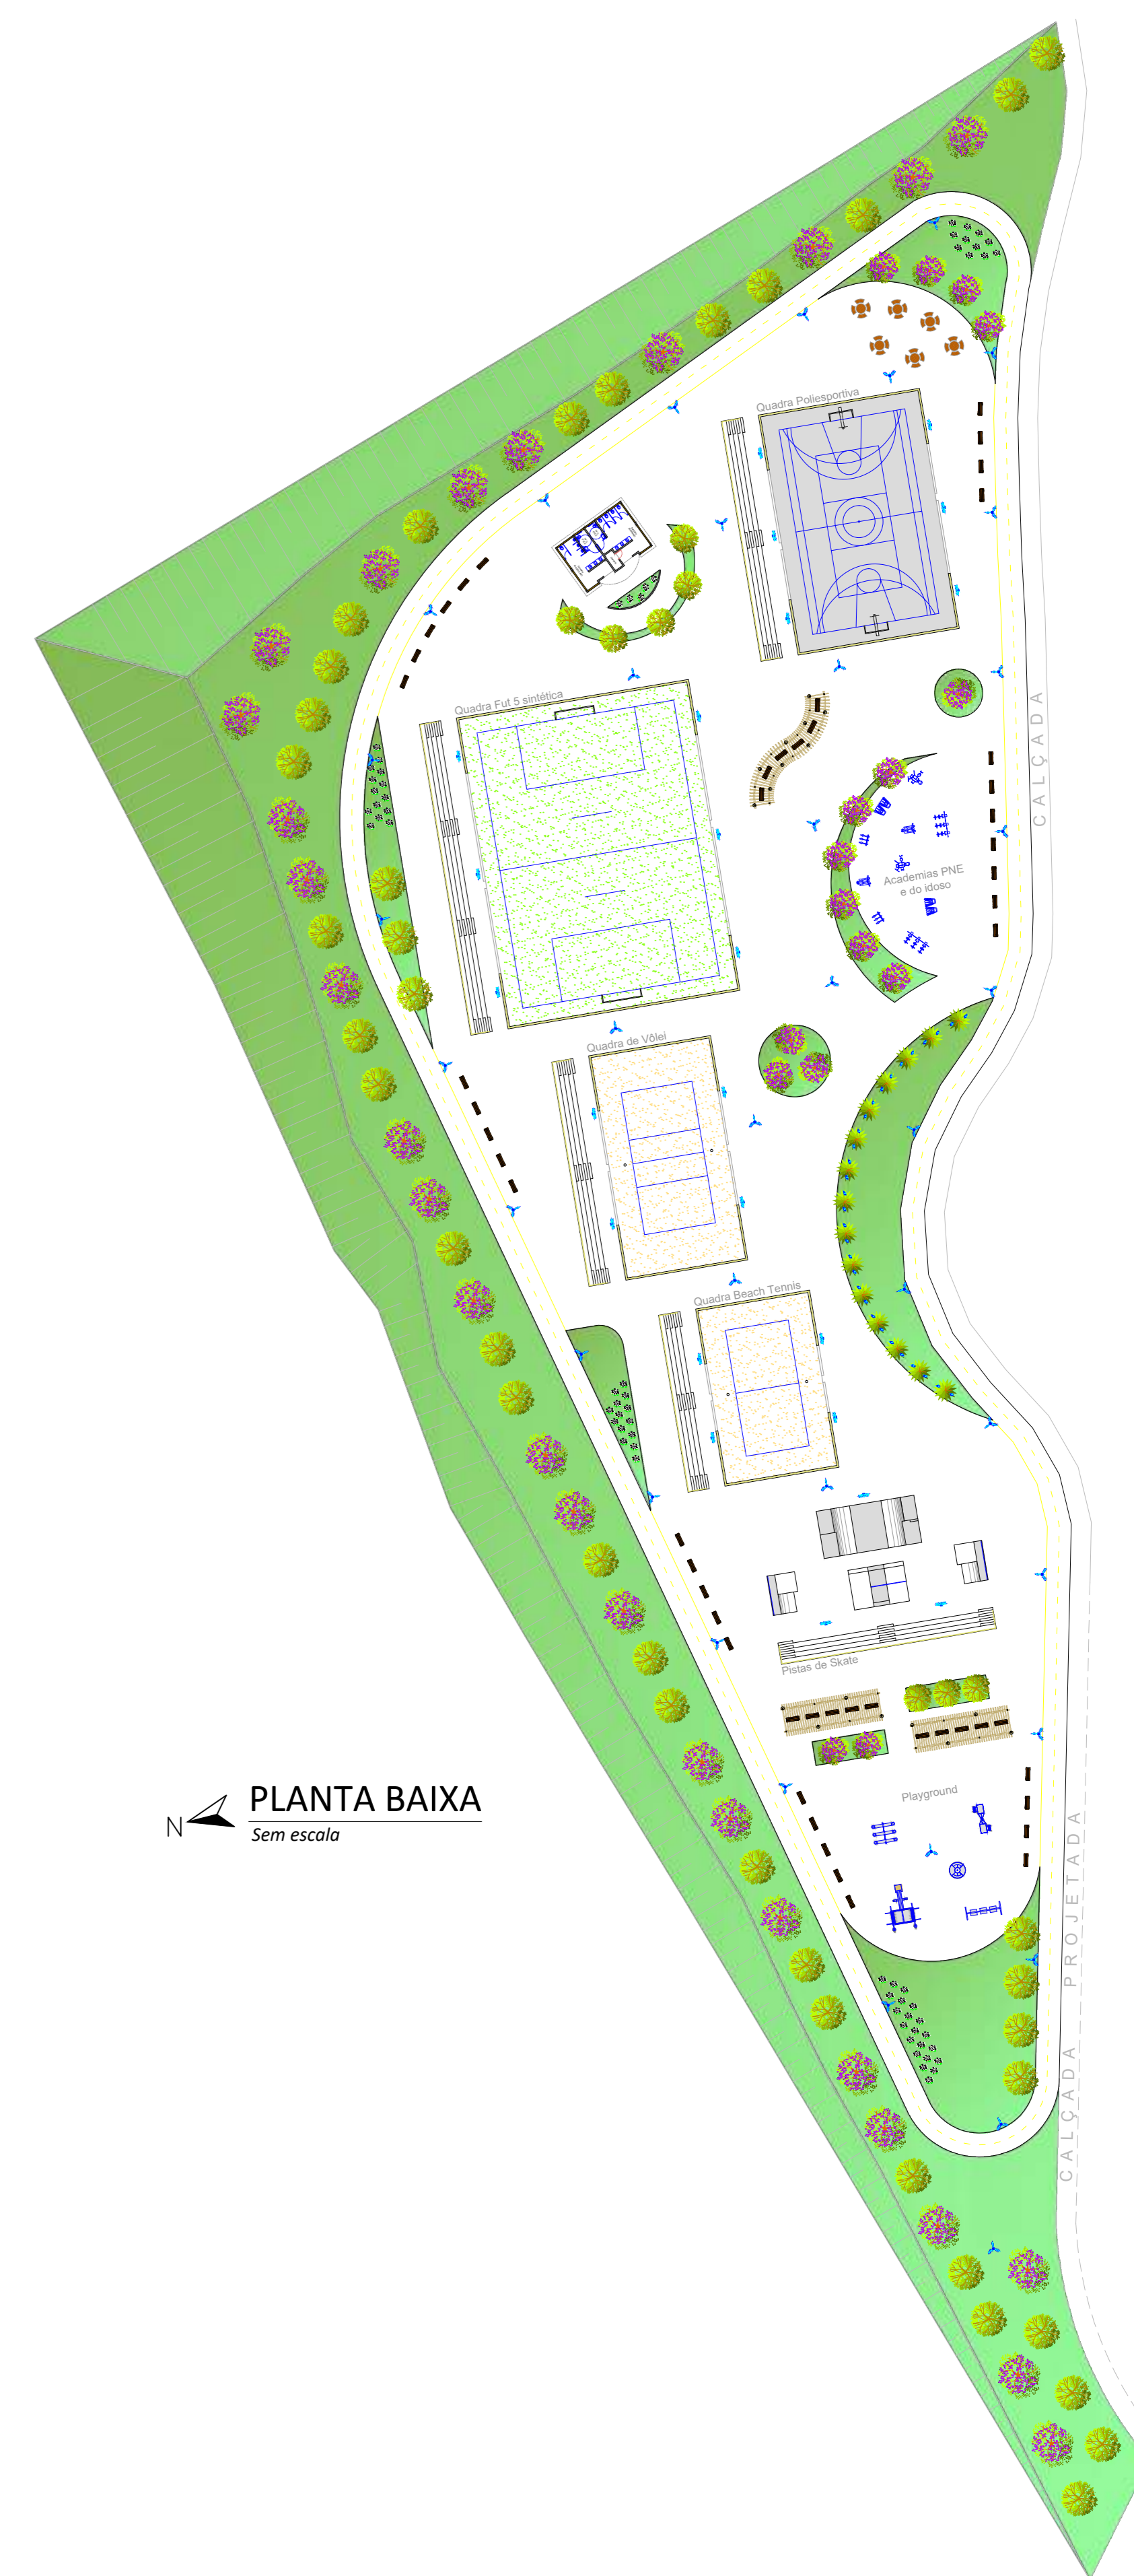 Quadra Poliesportiva
Quadra Fut 5 sintética
CALÇADA
Academias PNE
e do idoso
Quadra de Vôlei
Quadra Beach Tennis
Pistas de Skate
Playground
N
PLANTA BAIXA
Sem escala
CALÇADA PROJETADA